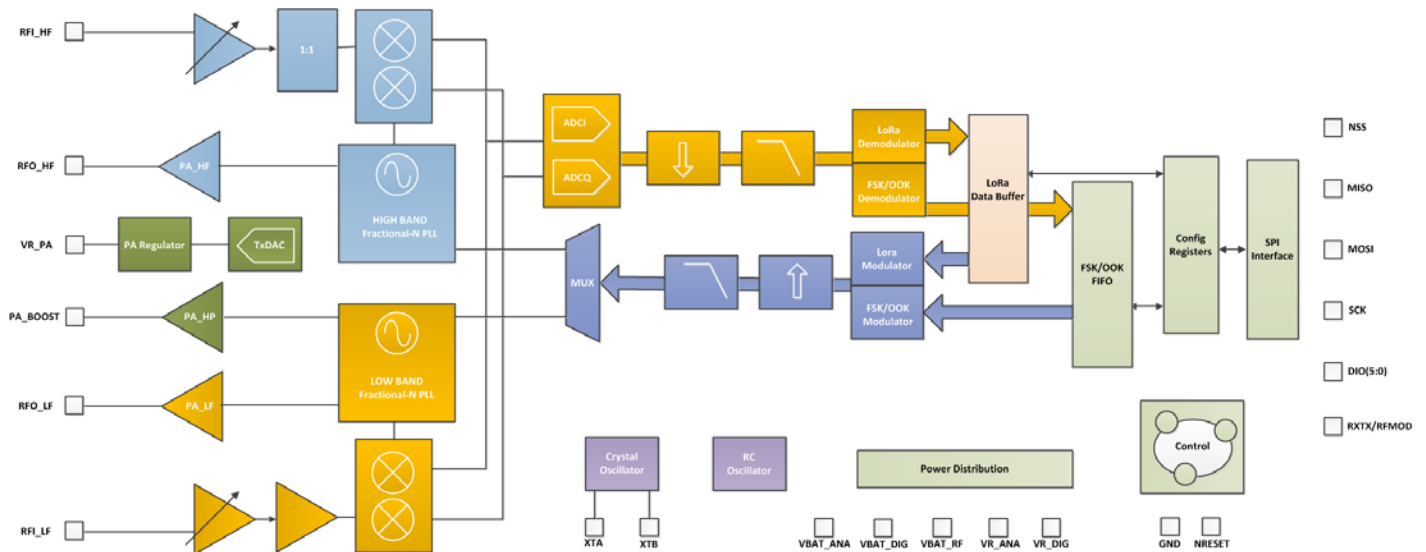 RFI_HF
1:1
RFO_HF
PA_HF
HIGH BAND
Fractional-N PLL
VR_PA
PA Regulator
TxDAC
PA_BOOST
PA_HP
LOW BAND
Fractional-N PLL
RFO_LF
PA_LF
RFI_LF
ADCI
ADCQ
LoRa
Demodulator
FSK/OOK
Demodulator
LoRa
Data Buffer
MUX
Lora
Modulator
FSK/OOK
Modulator
FSK/OOK
FIFO
Config
Registers
SPI
Interface
NSS
MISO
MOSI
SCK
DIO(5:0)
RXTX/RFMOD
Crystal
Oscillator
RC
Oscillator
Power Distribution
Control
XTA
XTB
VBAT_ANA
VBAT_DIG
VBAT_RF
VR_ANA
VR_DIG
GND
NRESET